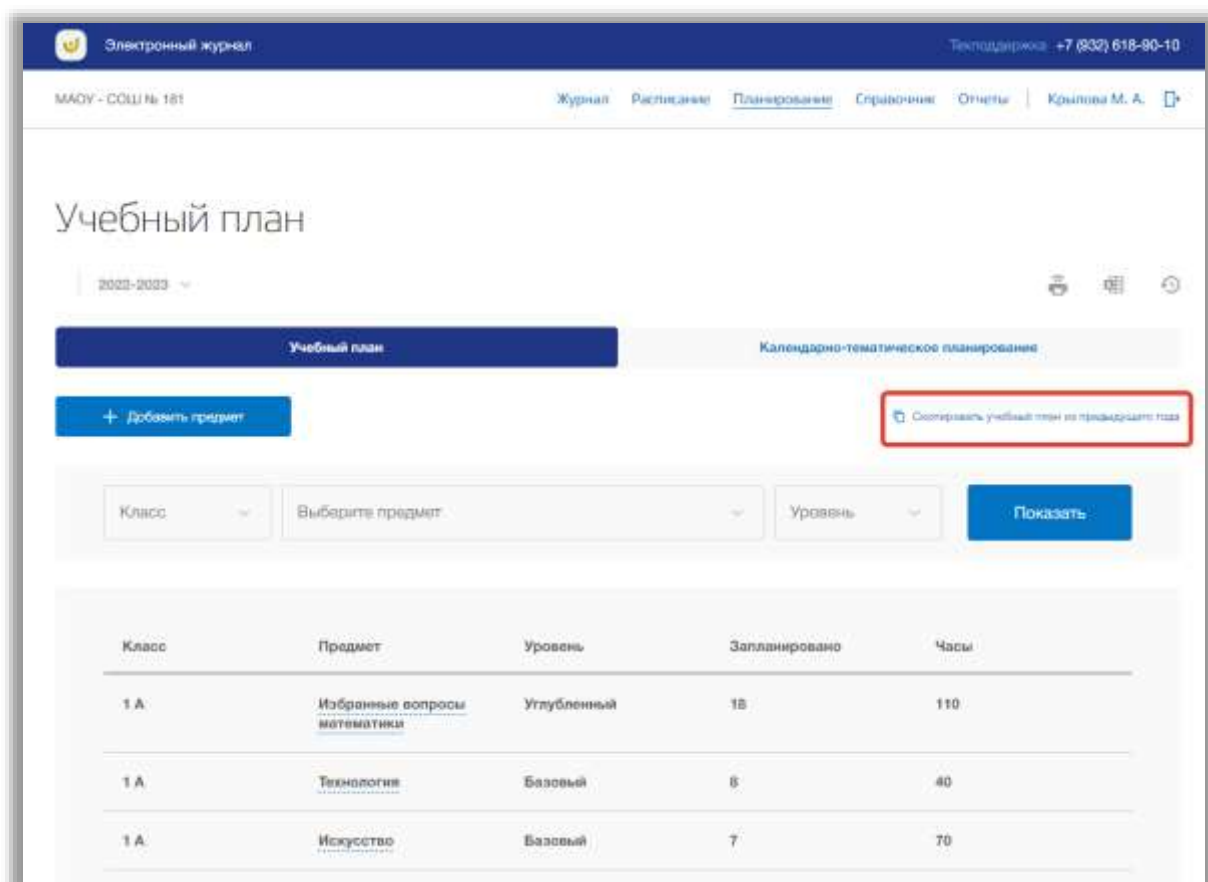 Электронный журнал
Техподдержка +7 (932) 618-90-10
МАОУ - СОШ № 181
Журнал Расписание Планирование Справочник Отчеты Крылова М. А.
Учебный план
2022-2023
Учебный план
Календарно-тематическое планирование
+ Добавить предмет
Скопировать учебный план из предыдущего года
Класс Выберите предмет Уровень Показать
Класс Предмет Уровень Запланировано Часы
1 А Избранные вопросы Углубленный 18 110
математики
1 А Технология Базовый 8 40
1 А Искусство Базовый 7 70